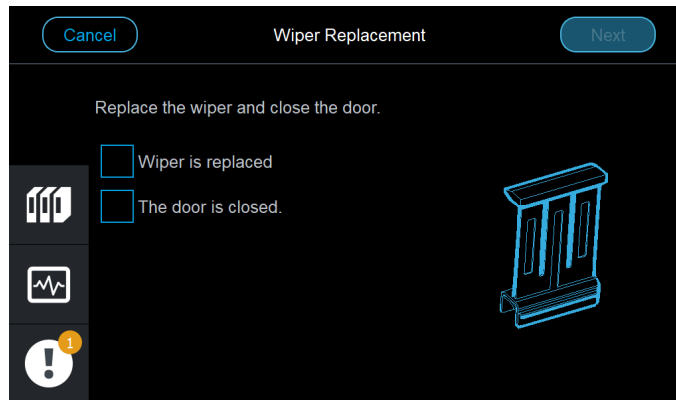 Cancel
Wiper Replacement
Next
Replace the wiper and close the door.
Wiper is replaced
The door is closed.
1